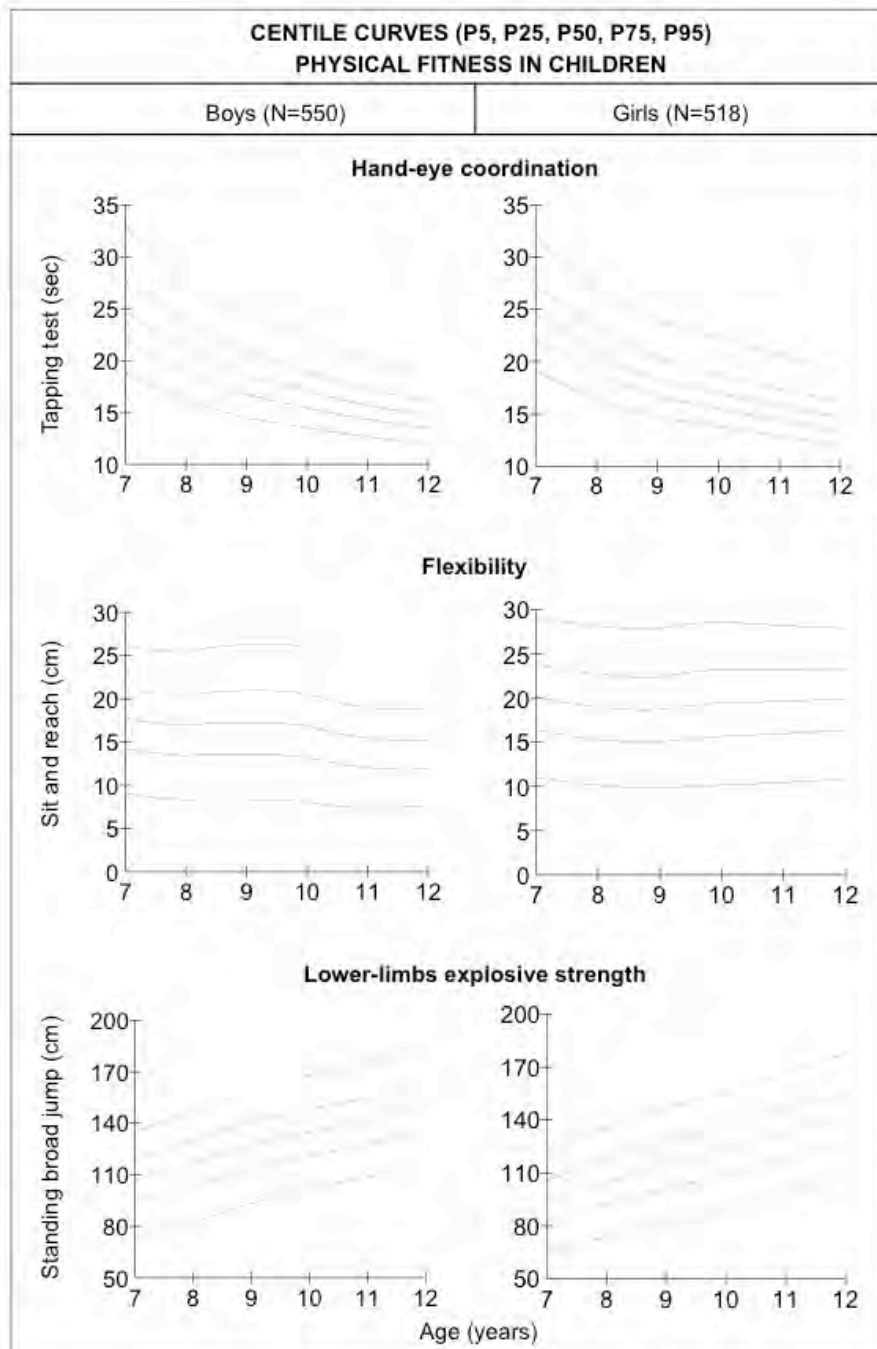 CENTILE CURVES (P5, P25, P50, P75, P95)
PHYSICAL FITNESS IN CHILDREN
Boys (N=550)
Girls (N=518)
Hand-eye coordination
Tapping test (sec)
35
30
25
20
15
10
7 8 9 10 11 12
35
30
25
20
15
10
7 8 9 10 11 12
Flexibility
Sit and reach (cm)
30
25
20
15
10
5
0
7 8 9 10 11 12
30
25
20
15
10
5
0
7 8 9 10 11 12
Lower-limbs explosive strength
Standing broad jump (cm)
200
170
140
110
80
50
7 8 9 10 11 12
200
170
140
110
80
50
7 8 9 10 11 12
Age (years)